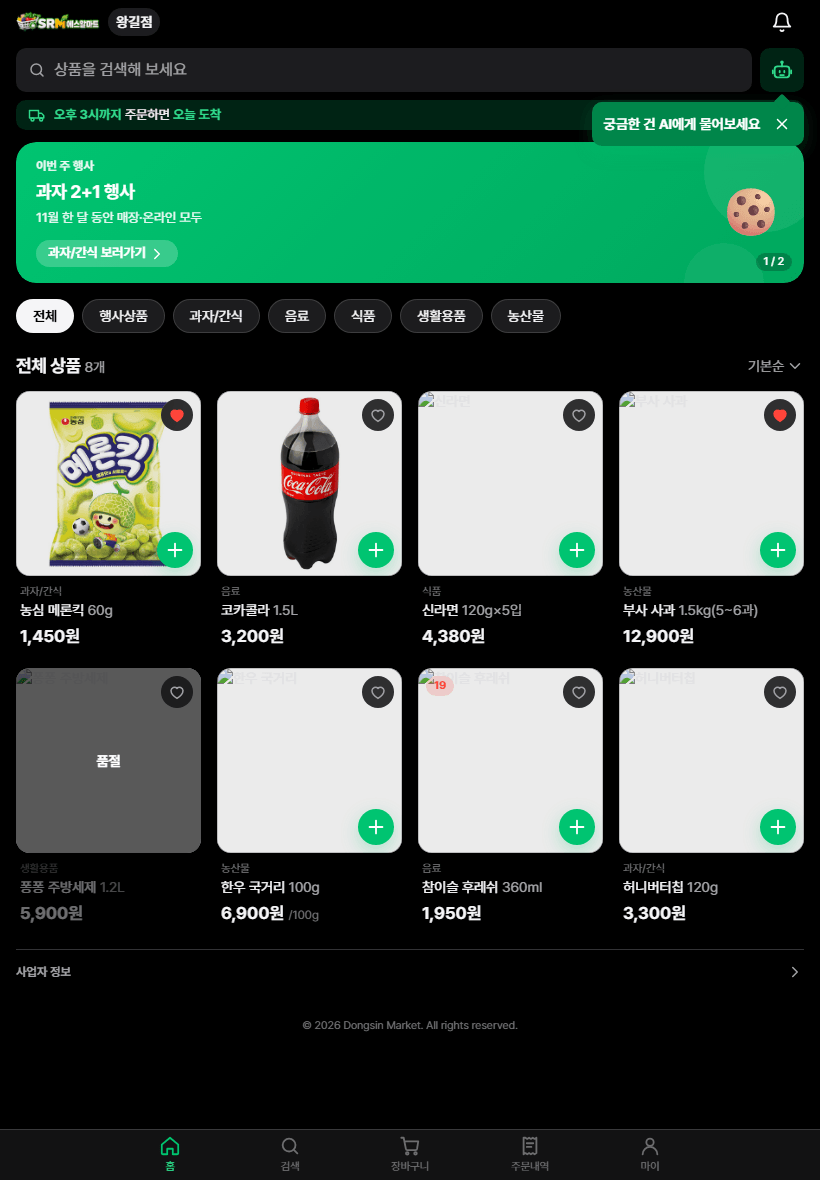 SRM에스알마트 왕길점
상품을 검색해 보세요
오후 3시까지 주문하면 오늘 도착
궁금한 건 AI에게 물어보세요
이번 주 행사
과자 2+1 행사
11월 한 달 동안 매장·온라인 모두
과자/간식 보러가기
1 / 2
전체 행사상품 과자/간식 음료 식품 생활용품 농산물
전체 상품 8개
기본순
농심
메론킥
Coca-Cola
신라면
부사 사과
과자/간식
농심 메론킥 60g
1,450원
음료
코카콜라 1.5L
3,200원
식품
신라면 120g×5입
4,380원
농산물
부사 사과 1.5kg(5~6과)
12,900원
퐁퐁 주방세제
품절
한우 국거리
참이슬 후레쉬
19
허니버터칩
생활용품
퐁퐁 주방세제 1.2L
5,900원
농산물
한우 국거리 100g
6,900원 /100g
음료
참이슬 후레쉬 360ml
1,950원
과자/간식
허니버터칩 120g
3,300원
사업자 정보
© 2026 Dongsin Market. All rights reserved.
홈 검색 장바구니 주문내역 마이